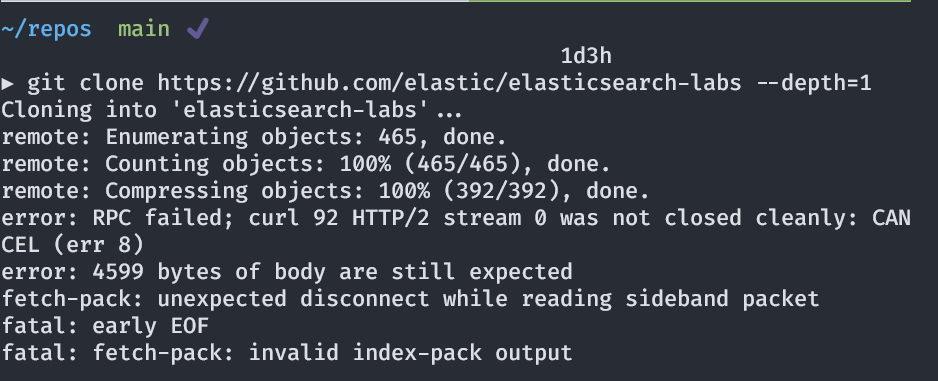 ~/repos  main ✔
1d3h
▶ git clone https://github.com/elastic/elasticsearch-labs --depth=1
Cloning into 'elasticsearch-labs'...
remote: Enumerating objects: 465, done.
remote: Counting objects: 100% (465/465), done.
remote: Compressing objects: 100% (392/392), done.
error: RPC failed; curl 92 HTTP/2 stream 0 was not closed cleanly: CAN
CEL (err 8)
error: 4599 bytes of body are still expected
fetch-pack: unexpected disconnect while reading sideband packet
fatal: early EOF
fatal: fetch-pack: invalid index-pack output